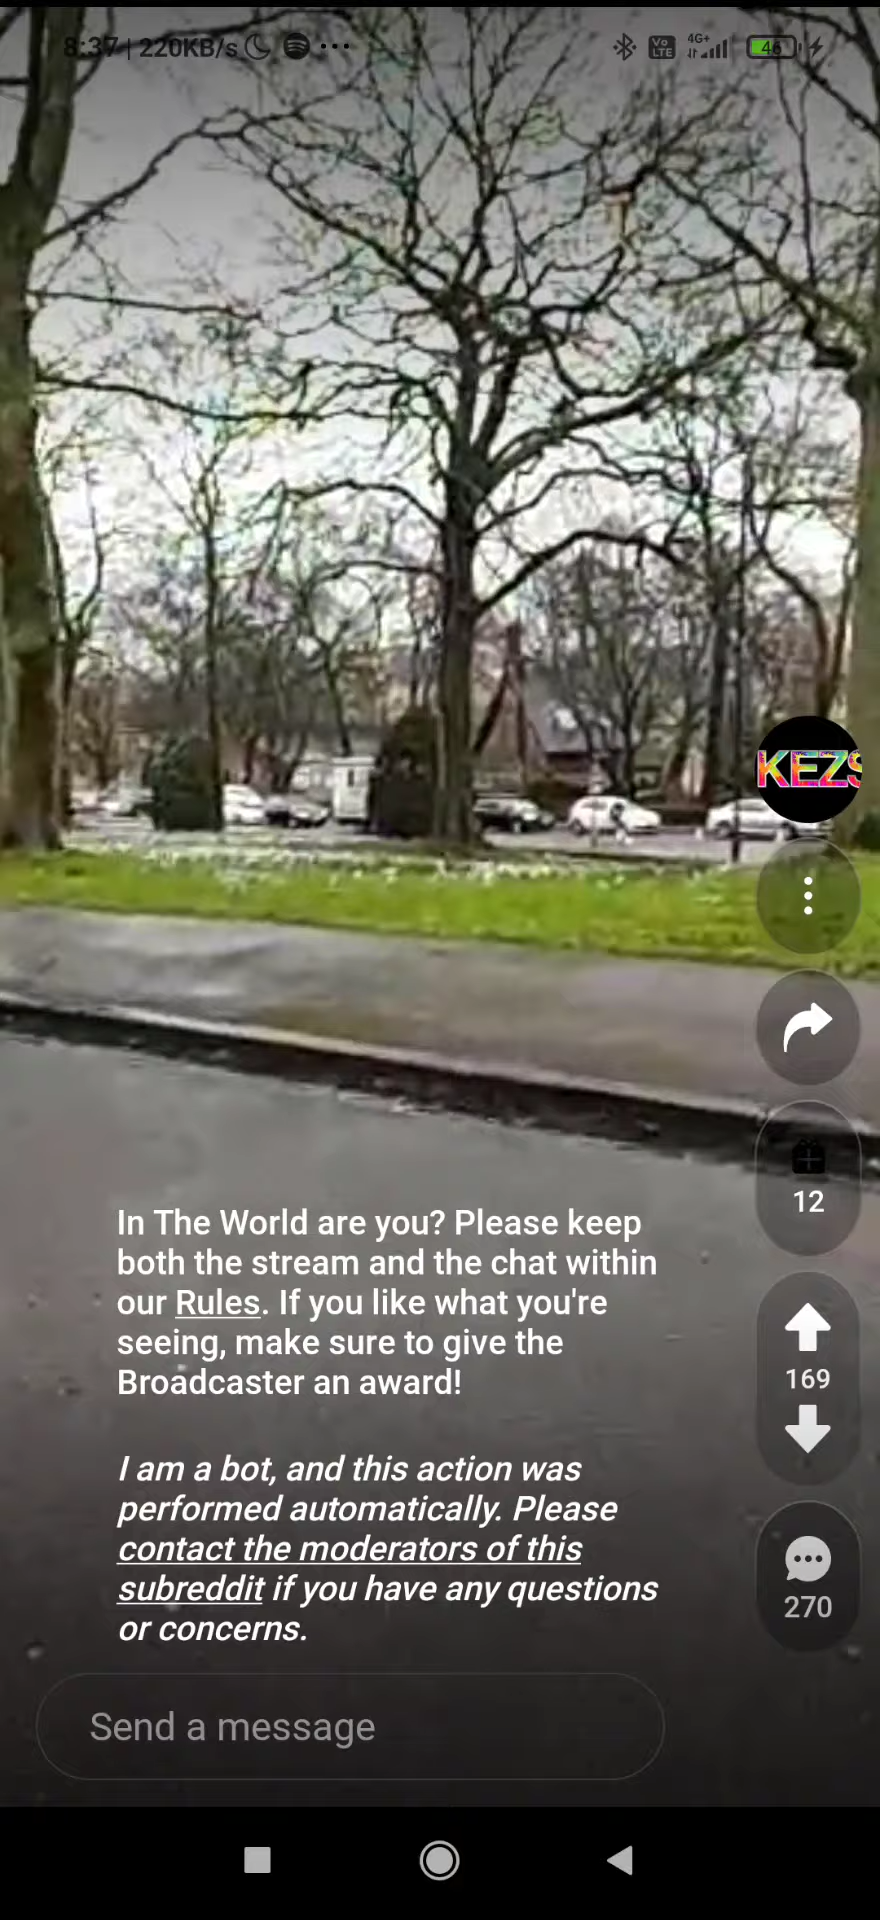 8:37 | 220KB/s
Vo LTE 4G+ 46
KEZS
12
In The World are you? Please keep
both the stream and the chat within
our Rules. If you like what you're
seeing, make sure to give the
Broadcaster an award!
169
I am a bot, and this action was
performed automatically. Please
contact the moderators of this
subreddit if you have any questions
or concerns.
270
Send a message